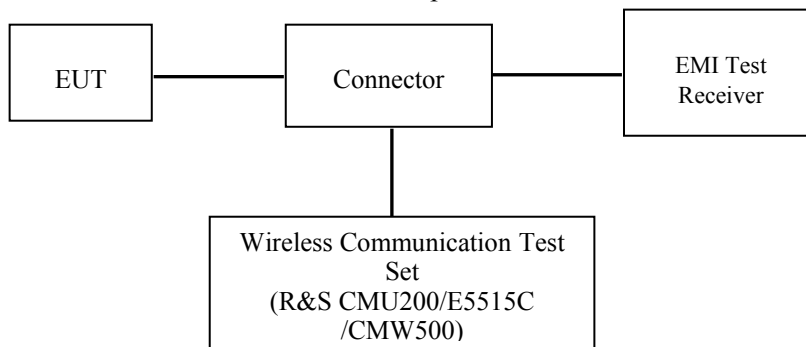 EUT
Connector
EMI Test
Receiver
Wireless Communication Test
Set
(R&S CMU200/E5515C
/CMW500)